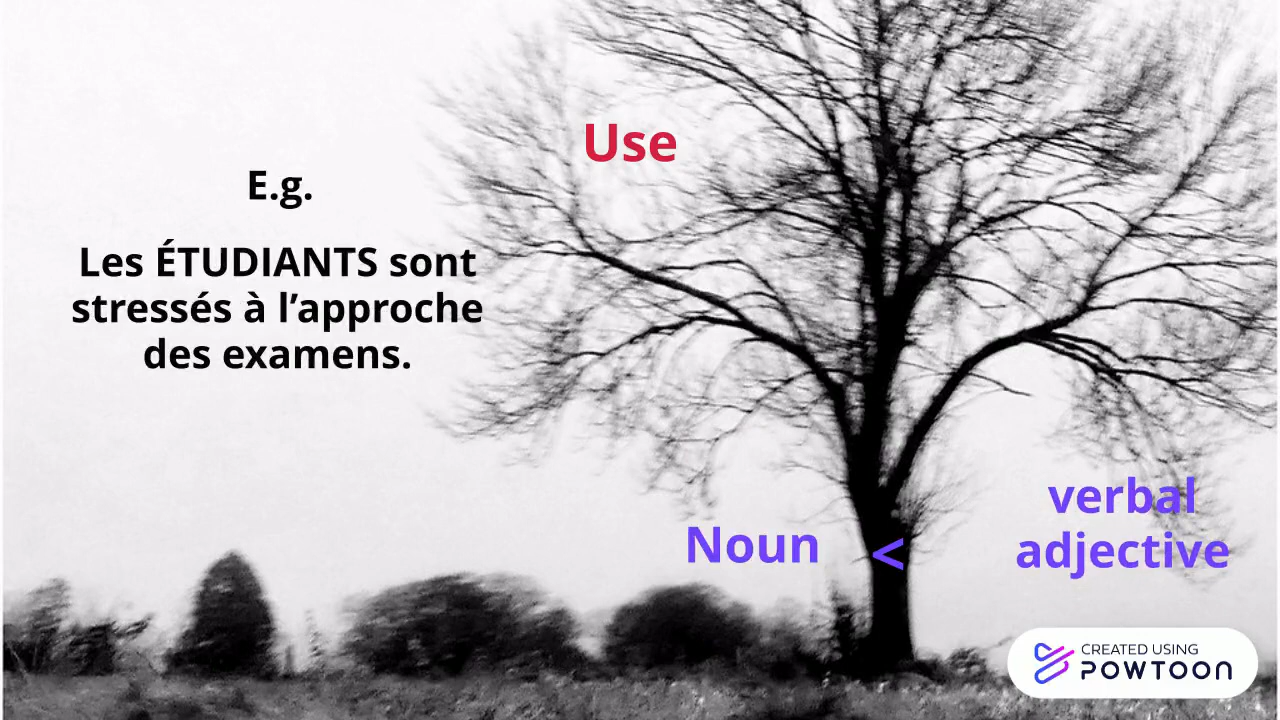 Use
E.g.
Les ÉTUDIANTS sont
stressés à l’approche
des examens.
Noun < verbal
adjective
CREATED USING
POWTOON